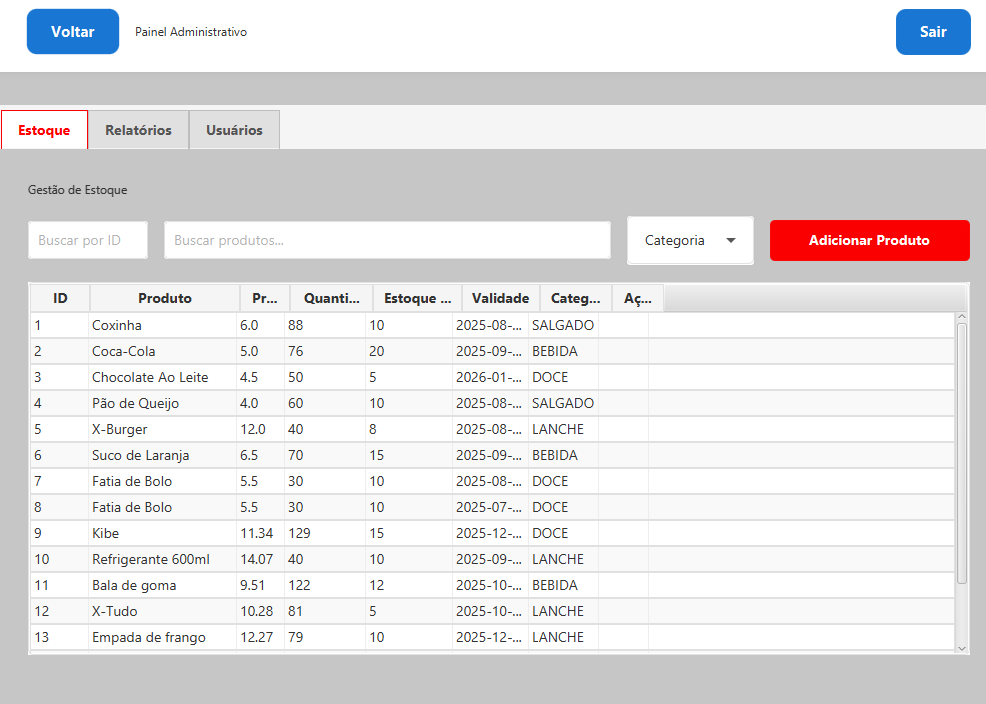 Voltar Painel Administrativo Sair
Estoque Relatórios Usuários
Gestão de Estoque
Buscar por ID Buscar produtos... Categoria Adicionar Produto
ID Produto Pr... Quanti... Estoque ... Validade Categ... Aç...
1 Coxinha 6.0 88 10 2025-08-... SALGADO
2 Coca-Cola 5.0 76 20 2025-09-... BEBIDA
3 Chocolate Ao Leite 4.5 50 5 2026-01-... DOCE
4 Pão de Queijo 4.0 60 10 2025-08-... SALGADO
5 X-Burger 12.0 40 8 2025-08-... LANCHE
6 Suco de Laranja 6.5 70 15 2025-09-... BEBIDA
7 Fatia de Bolo 5.5 30 10 2025-08-... DOCE
8 Fatia de Bolo 5.5 30 10 2025-07-... DOCE
9 Kibe 11.34 129 15 2025-12-... DOCE
10 Refrigerante 600ml 14.07 40 10 2025-09-... LANCHE
11 Bala de goma 9.51 122 12 2025-10-... BEBIDA
12 X-Tudo 10.28 81 5 2025-10-... LANCHE
13 Empada de frango 12.27 79 10 2025-12-... LANCHE